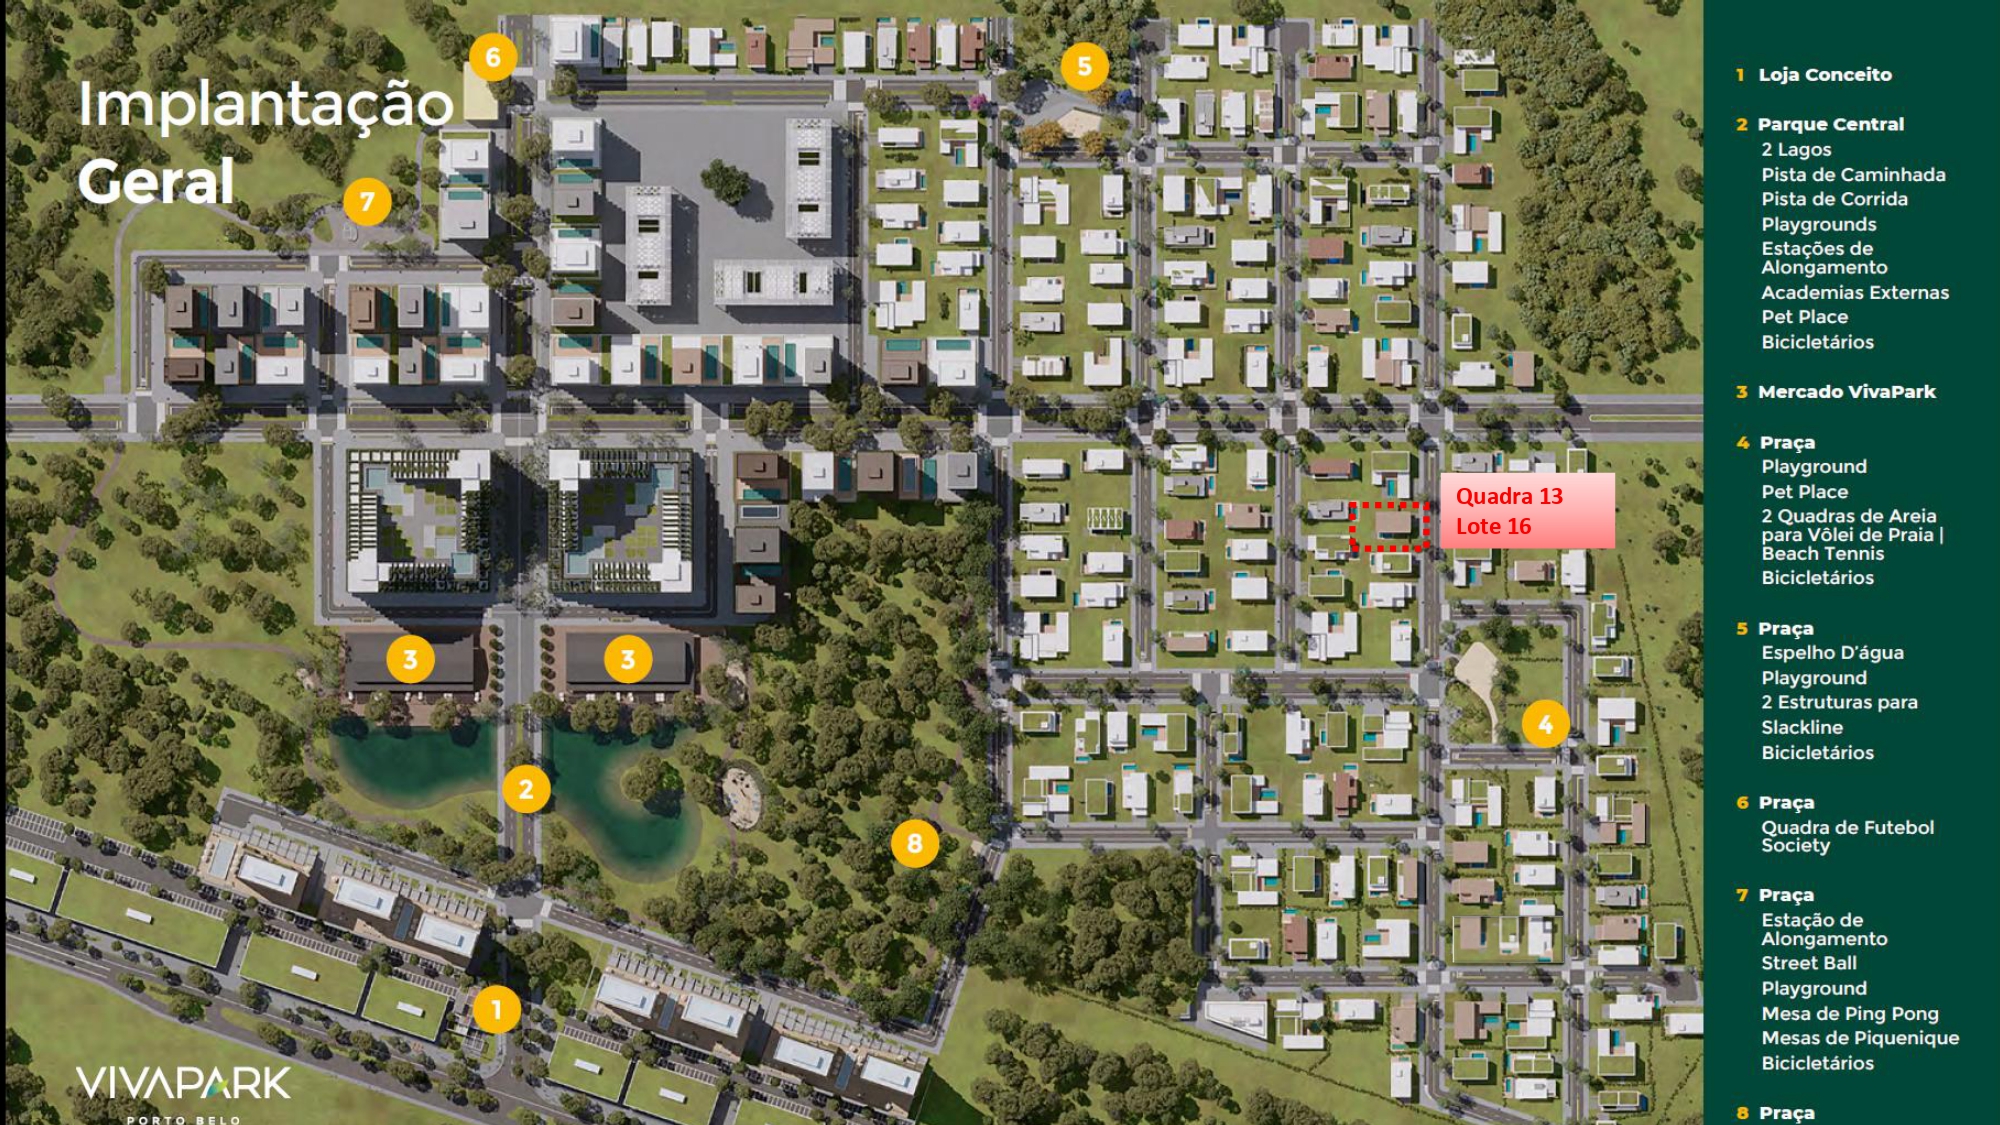 Implantação
Geral
6
5
7
3
3
2
8
1
4
Quadra 13
Lote 16
VIVAPARK
PORTO BELO
1 Loja Conceito
2 Parque Central
2 Lagos
Pista de Caminhada
Pista de Corrida
Playgrounds
Estações de
Alongamento
Academias Externas
Pet Place
Bicicletários
3 Mercado VivaPark
4 Praça
Playground
Pet Place
2 Quadras de Areia
para Vôlei de Praia |
Beach Tennis
Bicicletários
5 Praça
Espelho D'água
Playground
2 Estruturas para
Slackline
Bicicletários
6 Praça
Quadra de Futebol
Society
7 Praça
Estação de
Alongamento
Street Ball
Playground
Mesa de Ping Pong
Mesas de Piquenique
Bicicletários
8 Praça